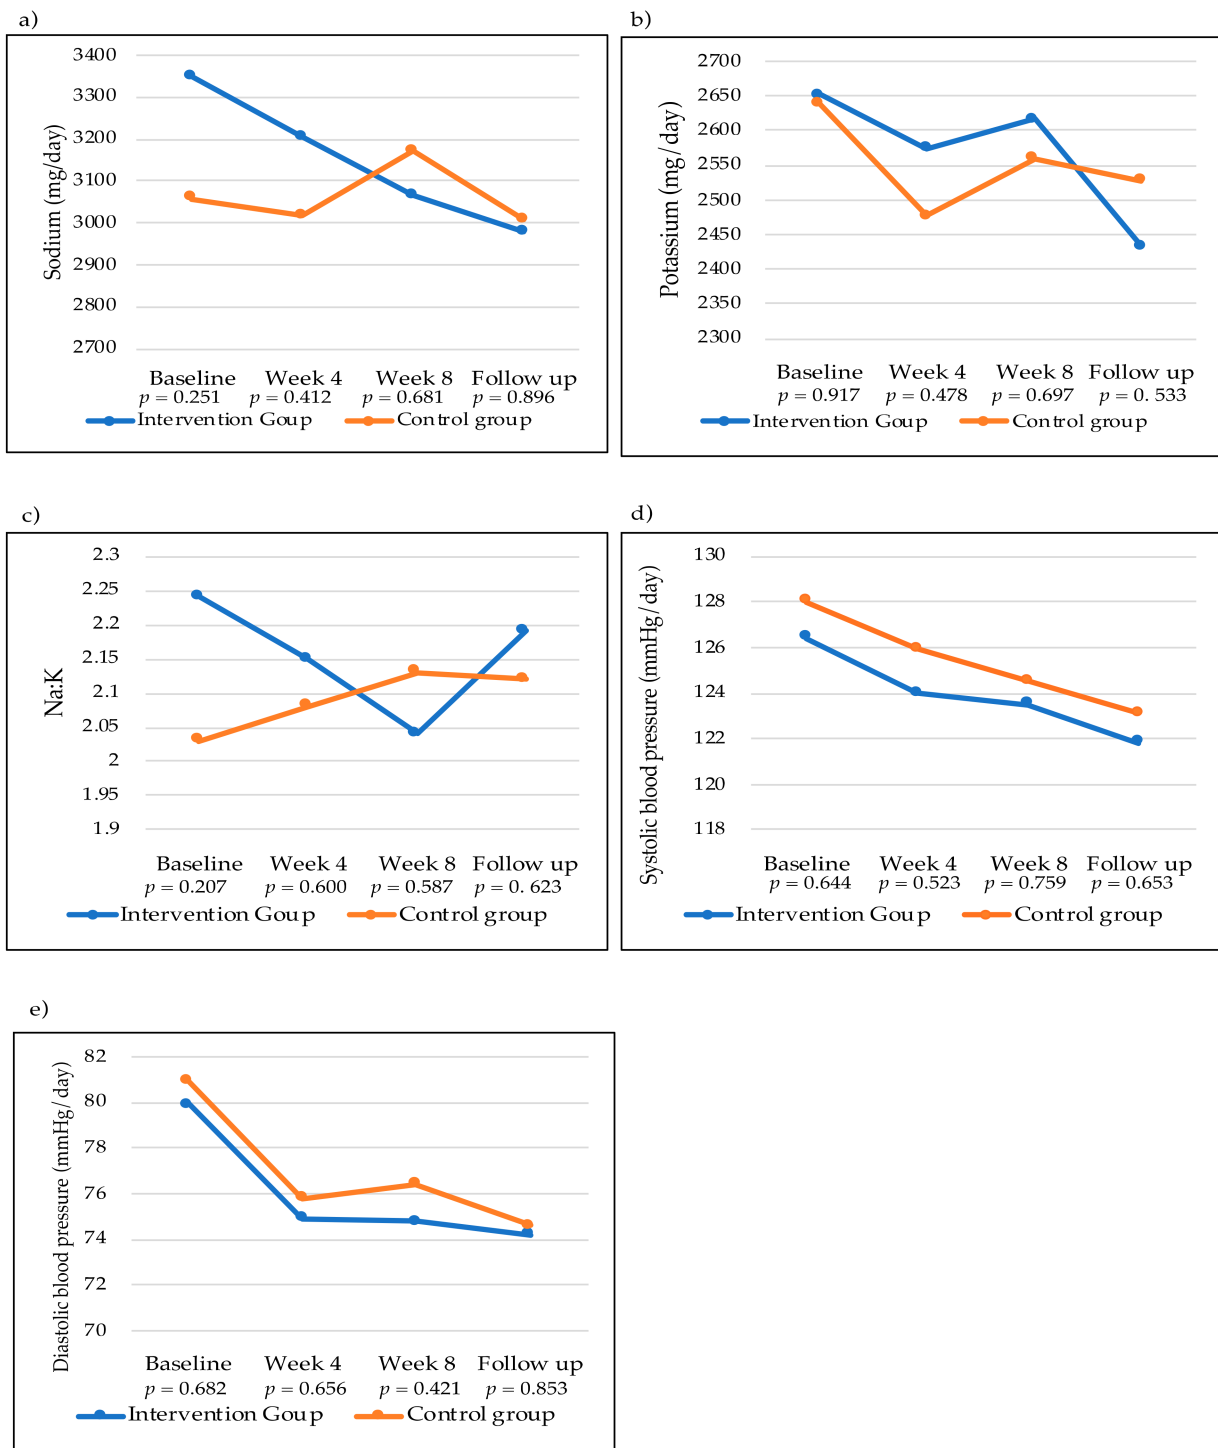 a)
3400
3300
3200
3100
3000
2900
2800
2700
Sodium (mg/day)
Baseline Week 4 Week 8 Follow up
p = 0.251 p = 0.412 p = 0.681 p = 0.896
Intervention Goup Control group
b)
2700
2650
2600
2550
2500
2450
2400
2350
2300
Potassium (mg/day)
Baseline Week 4 Week 8 Follow up
p = 0.917 p = 0.478 p = 0.697 p = 0. 533
Intervention Goup Control group
c)
2.3
2.25
2.2
2.15
2.1
2.05
2
1.95
1.9
Na:K
Baseline Week 4 Week 8 Follow up
p = 0.207 p = 0.600 p = 0.587 p = 0. 623
Intervention Goup Control group
d)
130
128
126
124
122
120
118
Systolic blood pressure (mmHg/day)
Baseline Week 4 Week 8 Follow up
p = 0.644 p = 0.523 p = 0.759 p = 0.653
Intervention Goup Control group
e)
82
80
78
76
74
72
70
Diastolic blood pressure (mmHg/day)
Baseline Week 4 Week 8 Follow up
p = 0.682 p = 0.656 p = 0.421 p = 0.853
Intervention Goup Control group